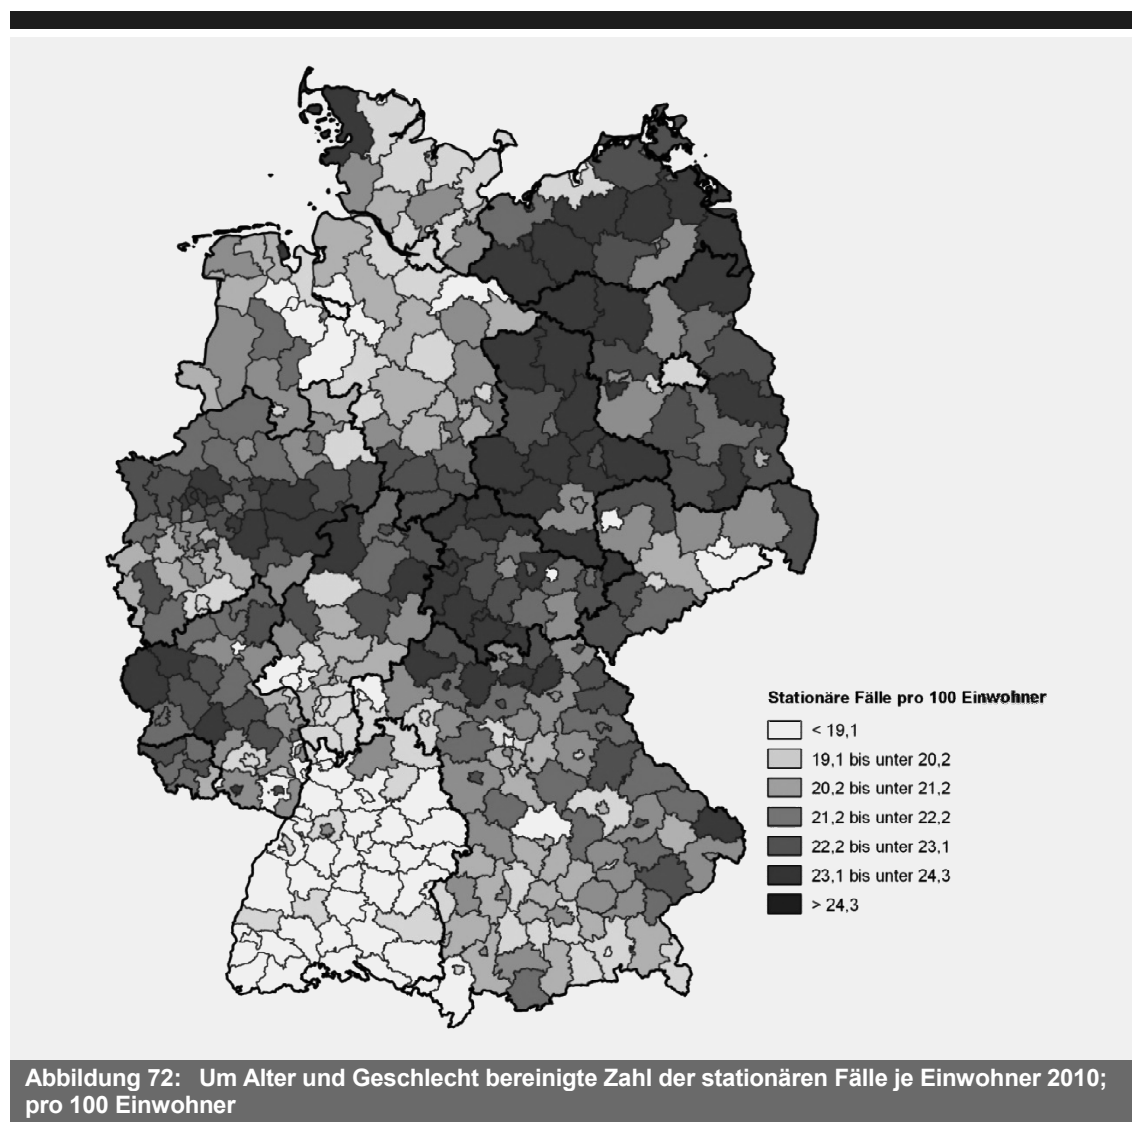 Stationäre Fälle pro 100 Einwohner
< 19,1
19,1 bis unter 20,2
20,2 bis unter 21,2
21,2 bis unter 22,2
22,2 bis unter 23,1
23,1 bis unter 24,3
> 24,3
Abbildung 72: Um Alter und Geschlecht bereinigte Zahl der stationären Fälle je Einwohner 2010;
pro 100 Einwohner